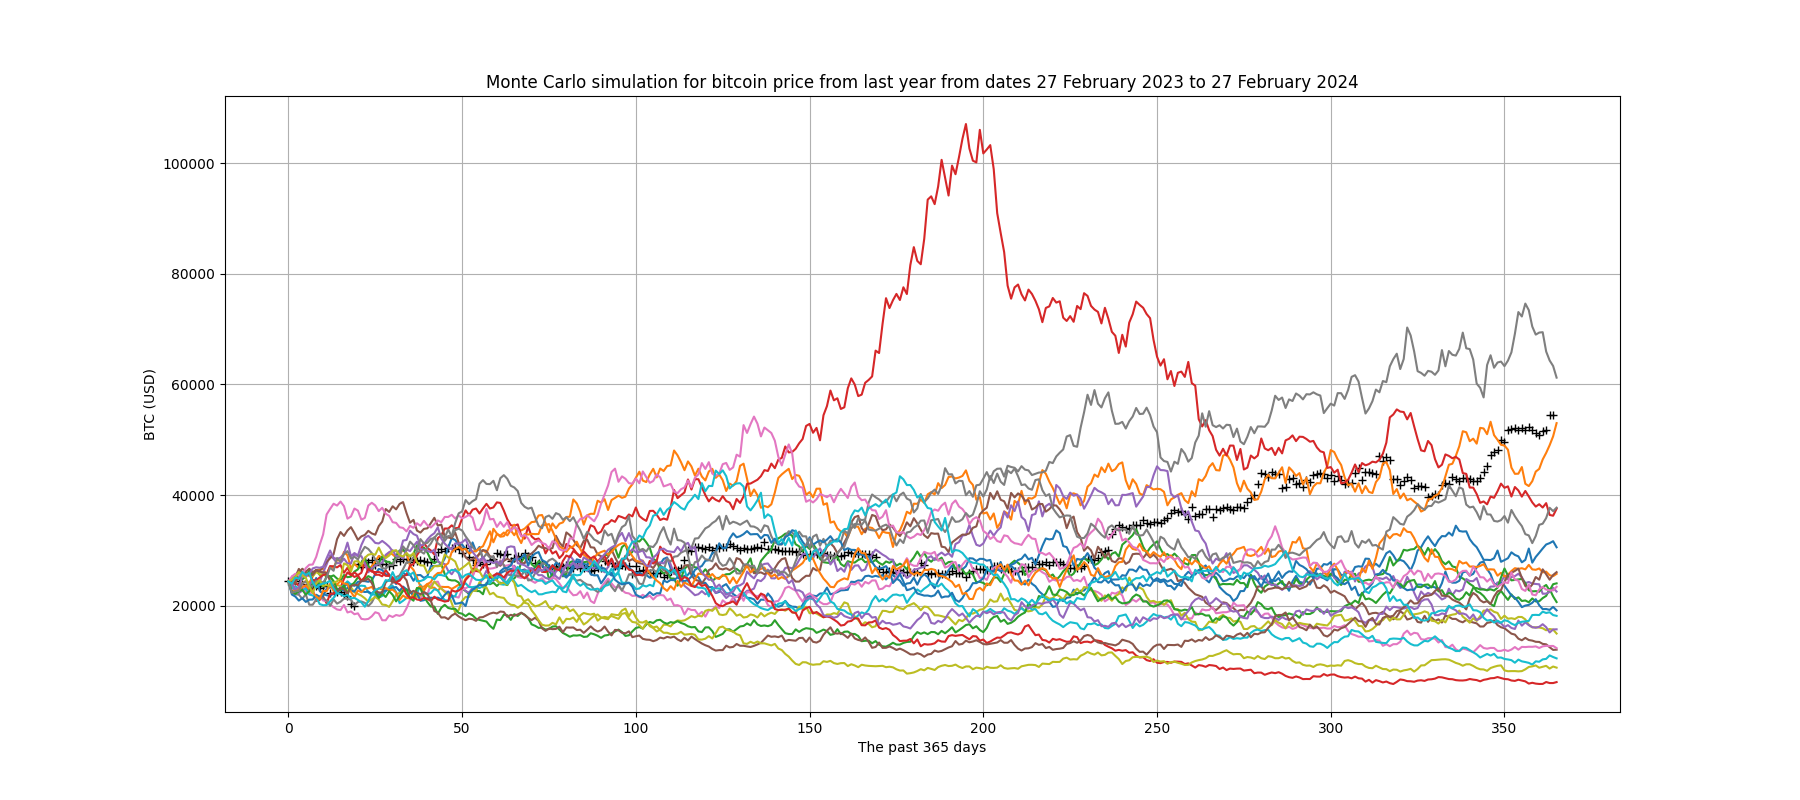 Monte Carlo simulation for bitcoin price from last year from dates 27 February 2023 to 27 February 2024
100000
80000
60000
40000
20000
BTC (USD)
0 50 100 150 200 250 300 350
The past 365 days